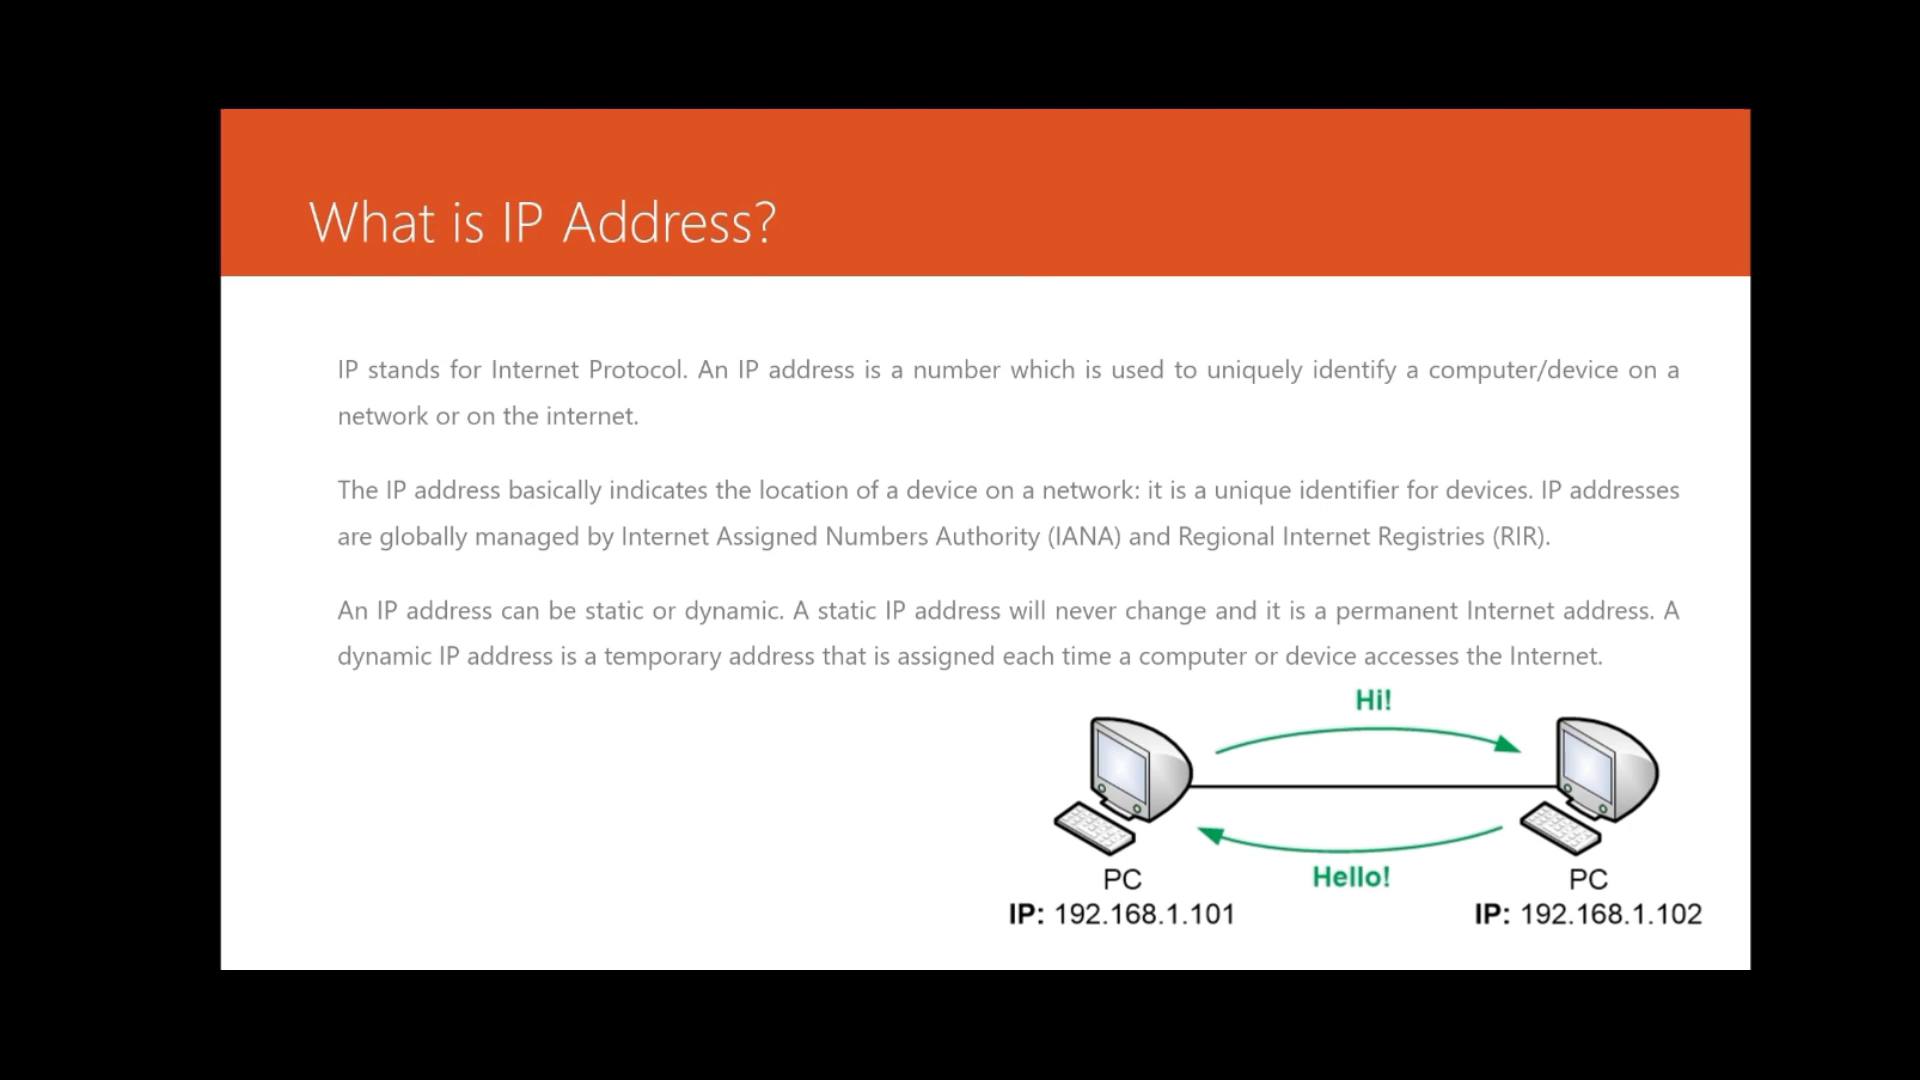 What is IP Address?
IP stands for Internet Protocol. An IP address is a number which is used to uniquely identify a computer/device on a
network or on the internet.
The IP address basically indicates the location of a device on a network: it is a unique identifier for devices. IP addresses
are globally managed by Internet Assigned Numbers Authority (IANA) and Regional Internet Registries (RIR).
An IP address can be static or dynamic. A static IP address will never change and it is a permanent Internet address. A
dynamic IP address is a temporary address that is assigned each time a computer or device accesses the Internet.
Hi!
Hello!
PC
IP: 192.168.1.101
PC
IP: 192.168.1.102